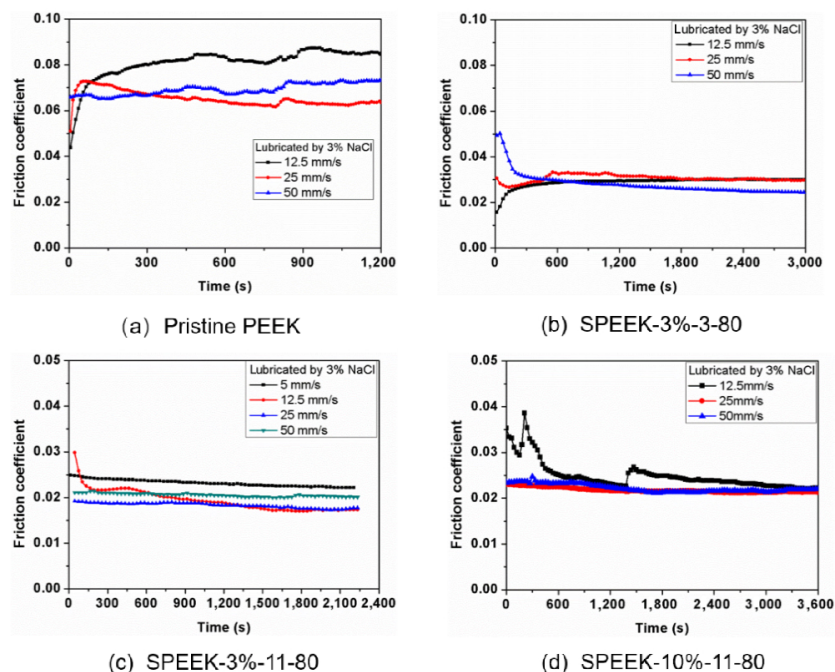 0.10
0.08
0.06
0.04
0.02
0.00
Friction coefficient
Lubricated by 3% NaCl
12.5 mm/s
25 mm/s
50 mm/s
0 300 600 900 1,200
Time (s)
(a) Pristine PEEK
0.10
0.08
0.06
0.04
0.02
0.00
Friction coefficient
Lubricated by 3% NaCl
12.5 mm/s
25 mm/s
50 mm/s
0 600 1,200 1,800 2,400 3,000
Time (s)
(b) SPEEK-3%-3-80
0.05
0.04
0.03
0.02
0.01
0.00
Friction coefficient
Lubricated by 3% NaCl
5 mm/s
12.5 mm/s
25 mm/s
50 mm/s
0 300 600 900 1,200 1,500 1,800 2,100 2,400
Time (s)
(c) SPEEK-3%-11-80
0.05
0.04
0.03
0.02
0.01
0.00
Friction coefficient
Lubricated by 3% NaCl
12.5mm/s
25mm/s
50mm/s
0 600 1,200 1,800 2,400 3,000 3,600
Time (s)
(d) SPEEK-10%-11-80